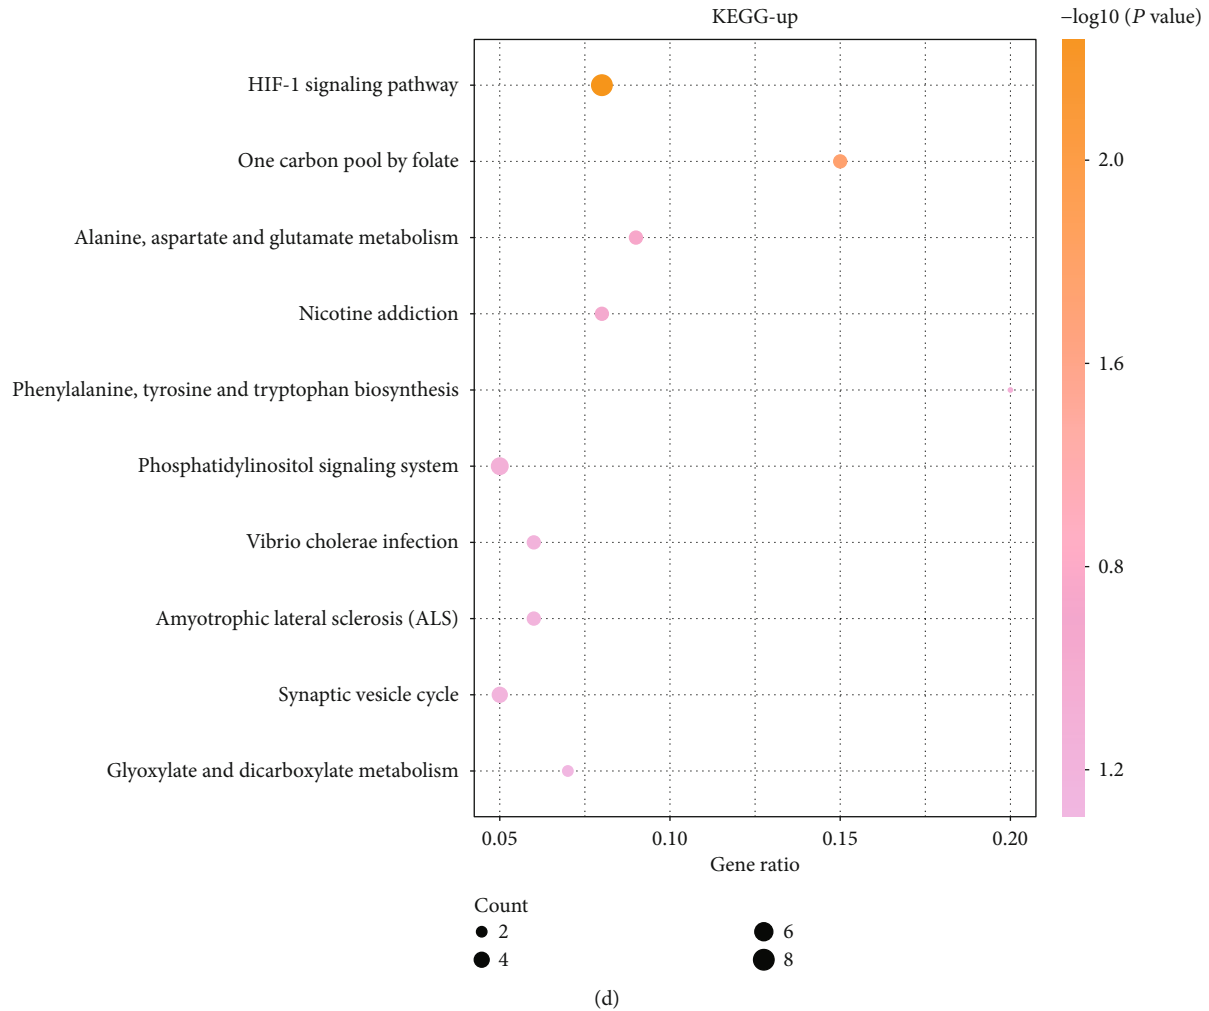 KEGG-up
−log10 (P value)
HIF-1 signaling pathway
One carbon pool by folate
Alanine, aspartate and glutamate metabolism
Nicotine addiction
Phenylalanine, tyrosine and tryptophan biosynthesis
Phosphatidylinositol signaling system
Vibrio cholerae infection
Amyotrophic lateral sclerosis (ALS)
Synaptic vesicle cycle
Glyoxylate and dicarboxylate metabolism
2.0
1.6
0.8
1.2
0.05 0.10 0.15 0.20
Gene ratio
Count
2 6
4 8
(d)